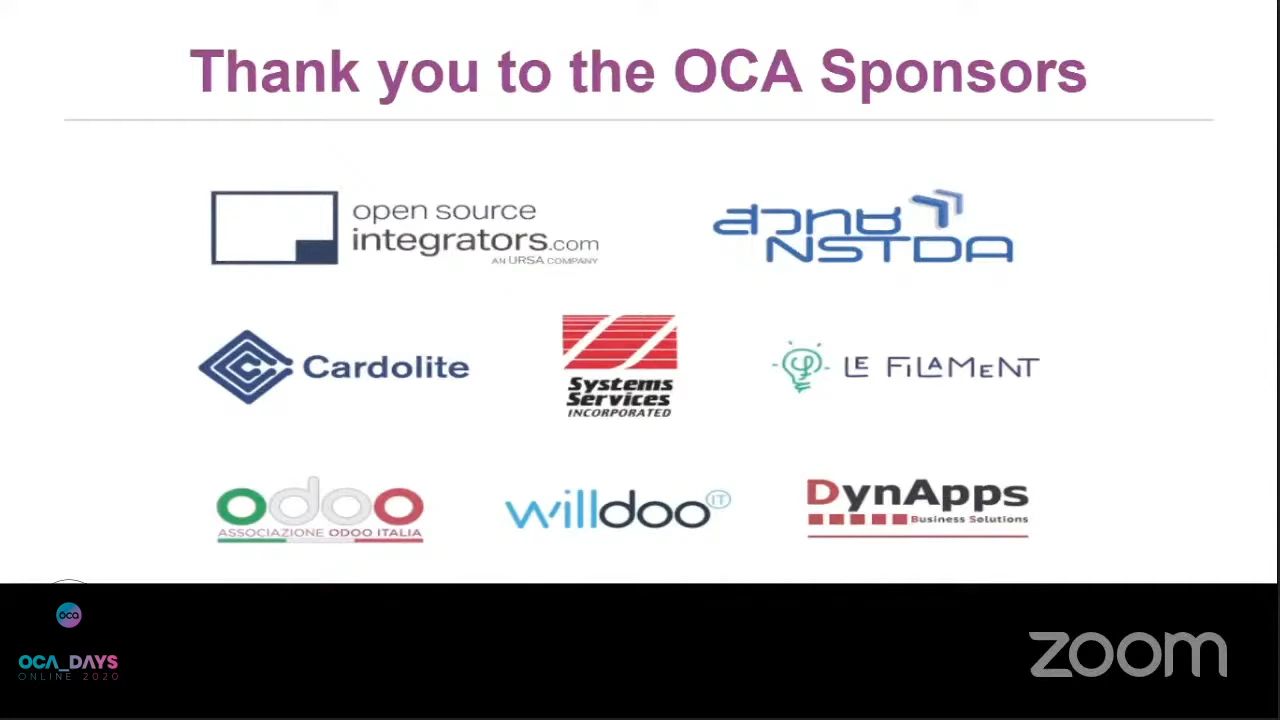 Thank you to the OCA Sponsors
open source
integrators.com
AN URSA COMPANY
สวทช
NSTDA
Cardolite
Systems
Services
INCORPORATED
LE FILAMENT
odoo
ASSOCIAZIONE ODOO ITALIA
willdoo IT
DynApps
Business Solutions
oca
OCA_DAYS
ONLINE 2020
zoom